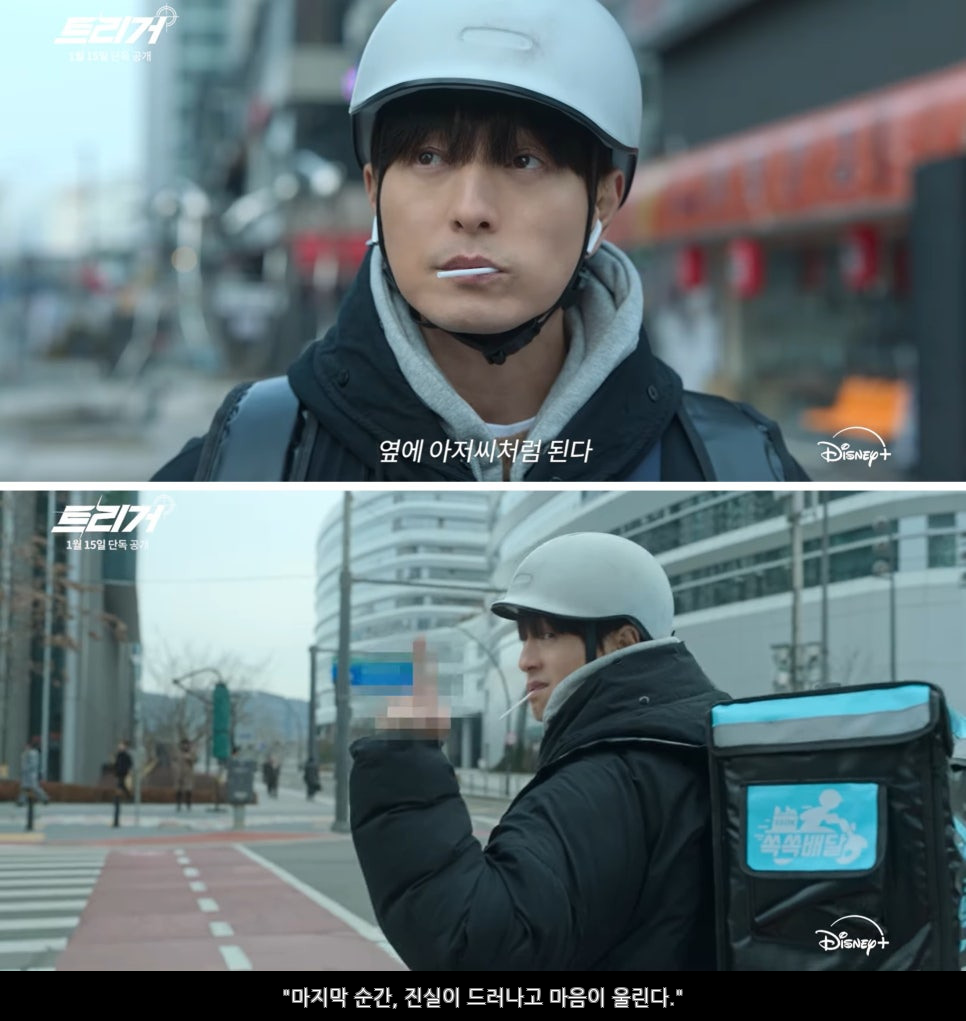 트리거
1월 15일 단독 공개
옆에 아저씨처럼 된다
Disney+
트리거
1월 15일 단독 공개
쏙쏙배달
Disney+
"마지막 순간, 진실이 드러나고 마음이 울린다."